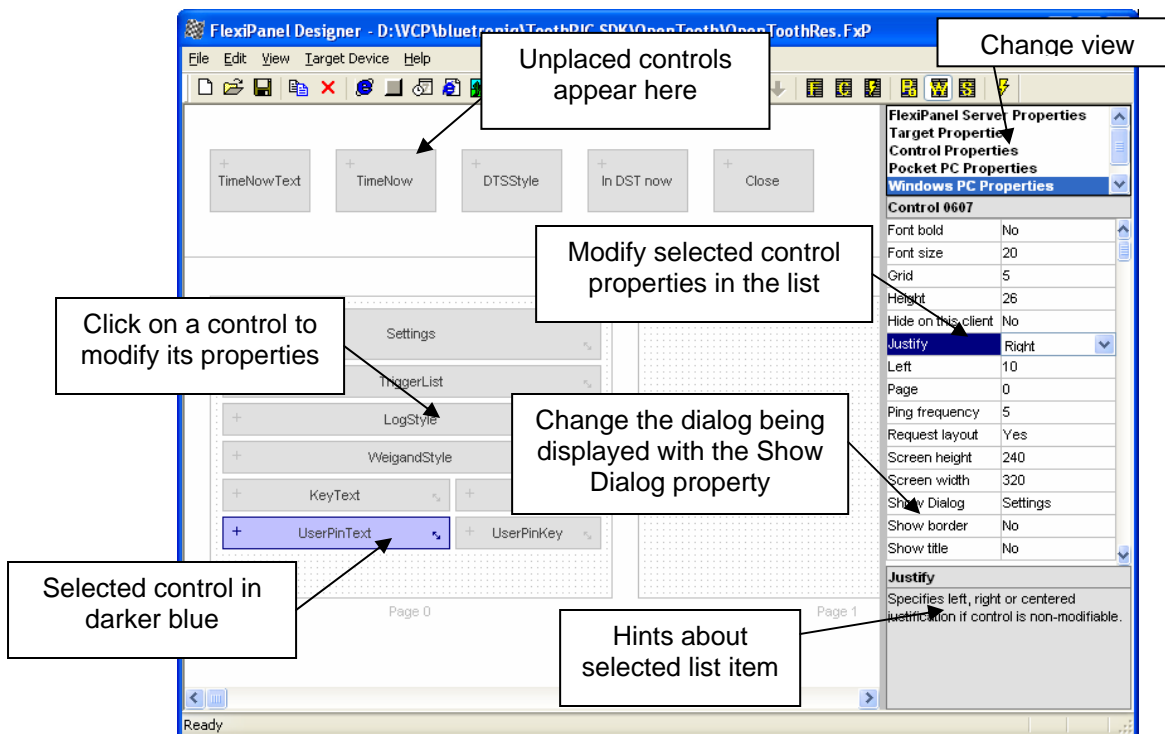 FlexiPanel Designer - D:\VCP\bluetroniq\ToothPIC SDK\OpenTooth\OpenToothRes.FxP
Change view
File Edit View Target Device Help
Unplaced controls
appear here
FlexiPanel Server Properties
Target Properties
Control Properties
Pocket PC Properties
Windows PC Properties
TimeNowText
TimeNow
DTSStyle
In DST now
Close
Control 0607
Font bold No
Font size 20
Grid 5
Height 26
Hide on this client No
Justify Right
Left 10
Page 0
Ping frequency 5
Request layout Yes
Screen height 240
Screen width 320
Show Dialog Settings
Show border No
Show title No
Modify selected control
properties in the list
Click on a control to
modify its properties
Settings
TriggerList
LogStyle
WeigandStyle
KeyText
UserPinText
UserPinKey
Change the dialog being
displayed with the Show
Dialog property
Selected control in
darker blue
Page 0
Page 1
Justify
Specifies left, right or centered
justification if control is non-modifiable.
Hints about
selected list item
Ready